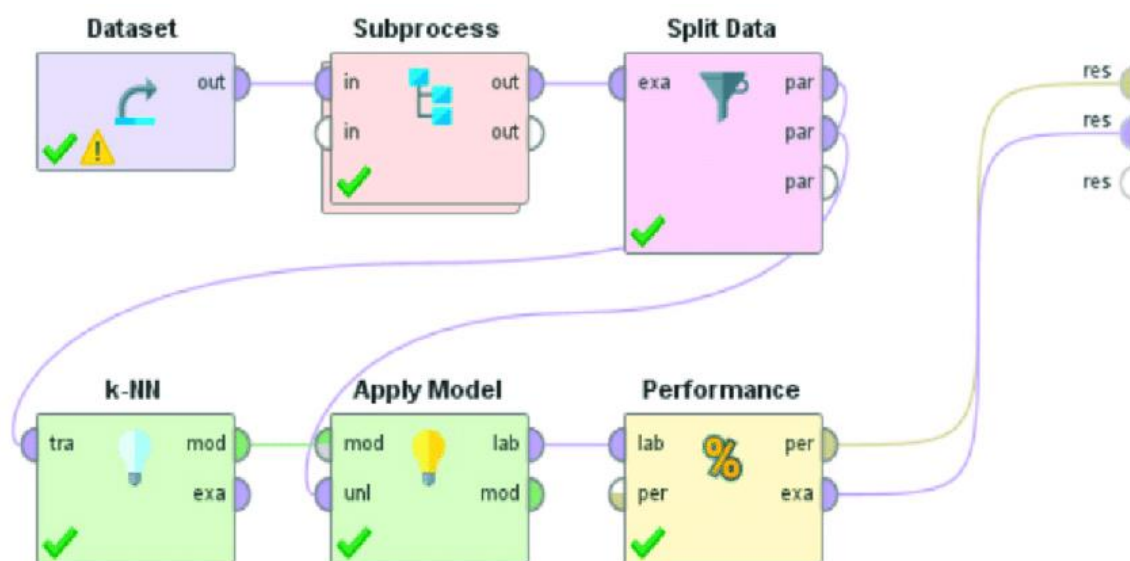 Dataset Subprocess Split Data
res
out in out exa par
res
in out par
par res
k-NN Apply Model Performance
tra mod mod lab lab per
exa unl mod per exa
%